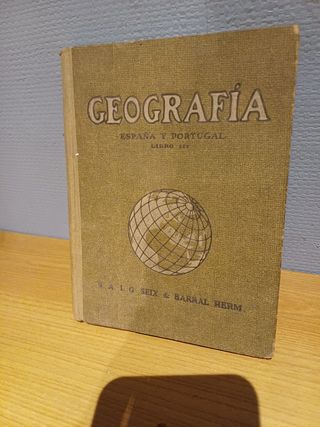 GEOGRAFÍA
ESPAÑA Y PORTUGAL
LIBRO III
I. G. SEIX & BARRAL HERM.